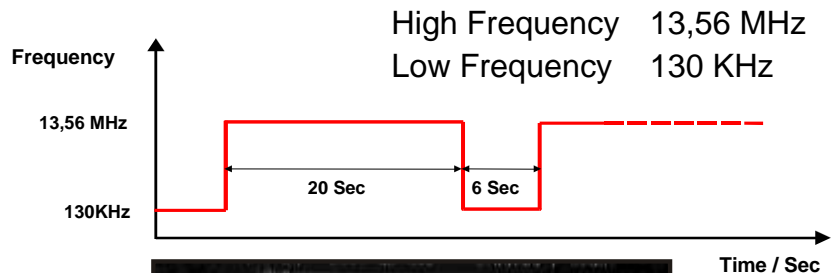 High Frequency 13,56 MHz
Low Frequency 130 KHz
Frequency
13,56 MHz
20 Sec
6 Sec
130KHz
Time / Sec